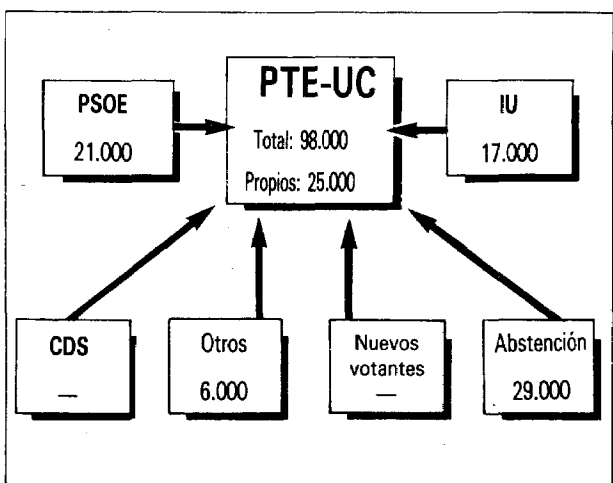 PTE-UC
Total: 98.000
Propios: 25.000
PSOE
21.000
IU
17.000
CDS
—
Otros
6.000
Nuevos
votantes
—
Abstención
29.000